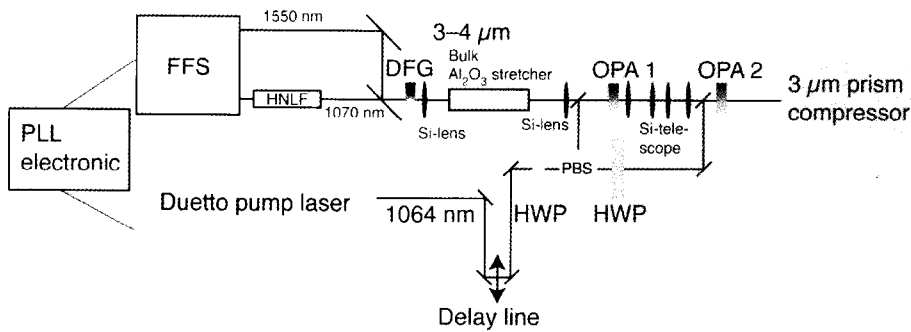 1550 nm
3–4 µm
FFS
DFG
Bulk
Al2O3 stretcher
OPA 1
OPA 2
HNLF
1070 nm
Si-lens
Si-lens
Si-tele-
scope
3 µm prism
compressor
PLL
electronic
PBS
Duetto pump laser
1064 nm
HWP
HWP
Delay line